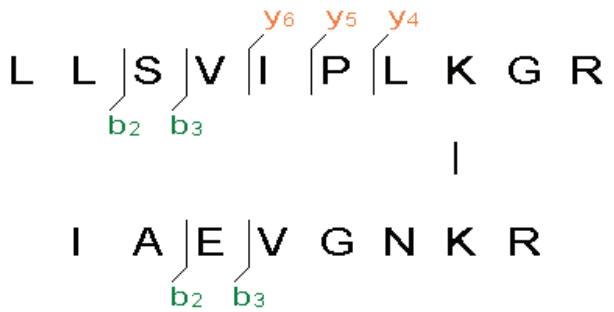 y6 y5 y4
L L S V I P L K G R
b2 b3
I A E V G N K R
b2 b3